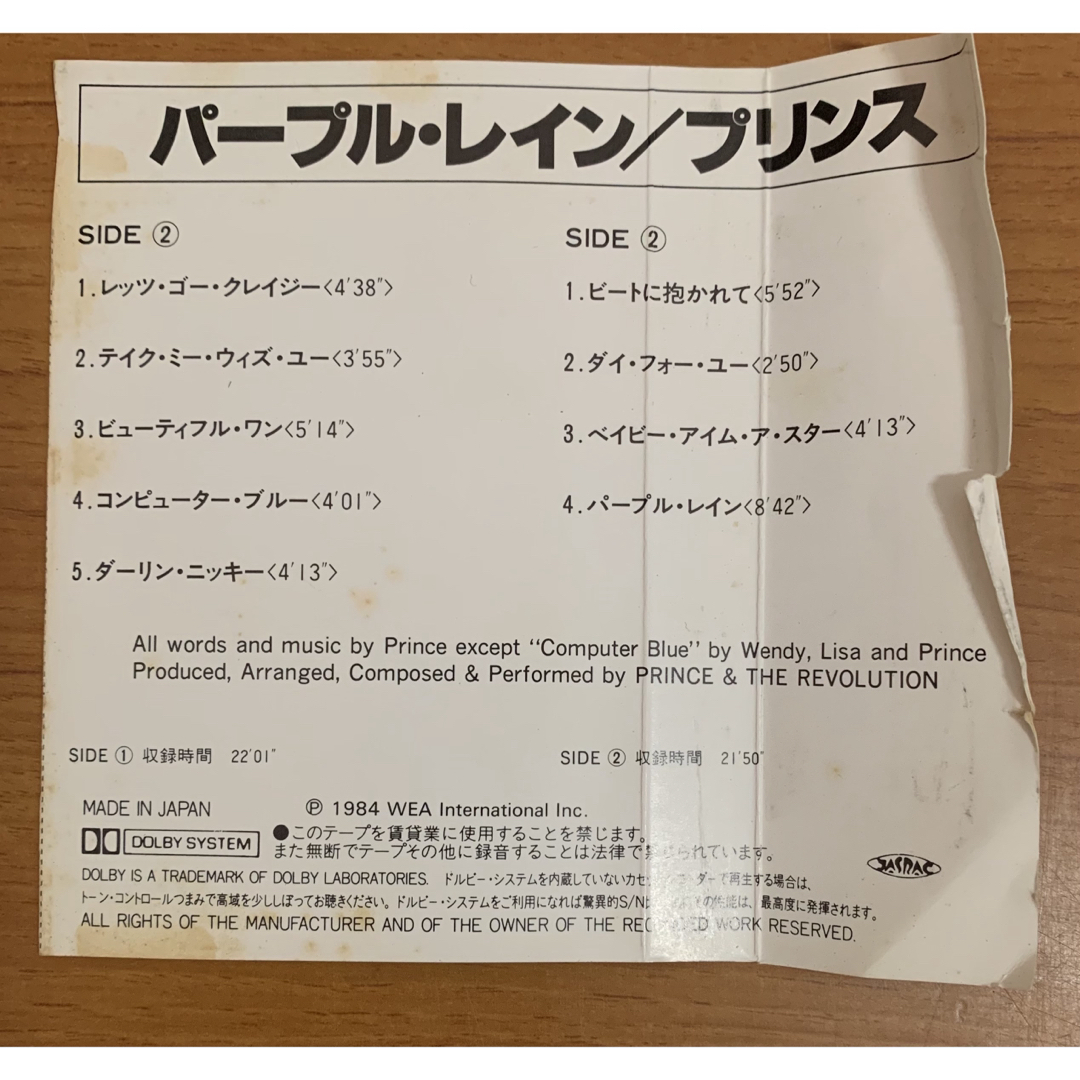 パープル・レイン/プリンス
SIDE ②
1.レッツ・ゴー・クレイジー〈4'38"〉
2.テイク・ミー・ウィズ・ユー〈3'55"〉
3.ビューティフル・ワン〈5'14"〉
4.コンピューター・ブルー〈4'01"〉
5.ダーリン・ニッキー〈4'13"〉
SIDE ②
1.ビートに抱かれて〈5'52"〉
2.ダイ・フォー・ユー〈2'50"〉
3.ベイビー・アイム・ア・スター〈4'13"〉
4.パープル・レイン〈8'42"〉
All words and music by Prince except "Computer Blue" by Wendy, Lisa and Prince
Produced, Arranged, Composed & Performed by PRINCE & THE REVOLUTION
SIDE ① 収録時間 22'01"
SIDE ② 収録時間 21'50"
MADE IN JAPAN
Ⓟ 1984 WEA International Inc.
DOLBY SYSTEM
●このテープを賃貸業に使用することを禁じます。
また無断でテープその他に録音することは法律で禁じられています。
DOLBY IS A TRADEMARK OF DOLBY LABORATORIES. ドルビー・システムを内蔵していないカセ ダーで再生する場合は、
トーン・コントロールつまみで高域を少ししぼってお聴きください。ドルビー・システムをご利用になれば驚異的S/N の性能は、最高度に発揮されます。
ALL RIGHTS OF THE MANUFACTURER AND OF THE OWNER OF THE RECORDED WORK RESERVED.
JASRAC